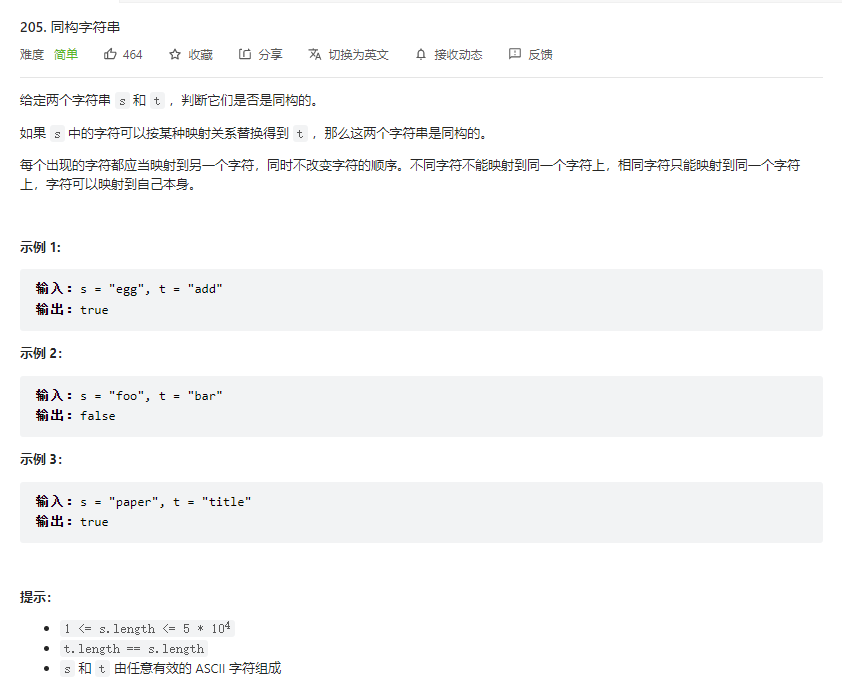 205. 同构字符串
难度 简单 464 收藏 分享 切换为英文 接收动态 反馈
给定两个字符串 s 和 t ，判断它们是否是同构的。
如果 s 中的字符可以按某种映射关系替换得到 t ，那么这两个字符串是同构的。
每个出现的字符都应当映射到另一个字符，同时不改变字符的顺序。不同字符不能映射到同一个字符上，相同字符只能映射到同一个字符
上，字符可以映射到自己本身。
示例 1:
输入：s = "egg", t = "add"
输出：true
示例 2：
输入：s = "foo", t = "bar"
输出：false
示例 3：
输入：s = "paper", t = "title"
输出：true
提示：
1 <= s.length <= 5 * 10⁴
t.length == s.length
s 和 t 由任意有效的 ASCII 字符组成